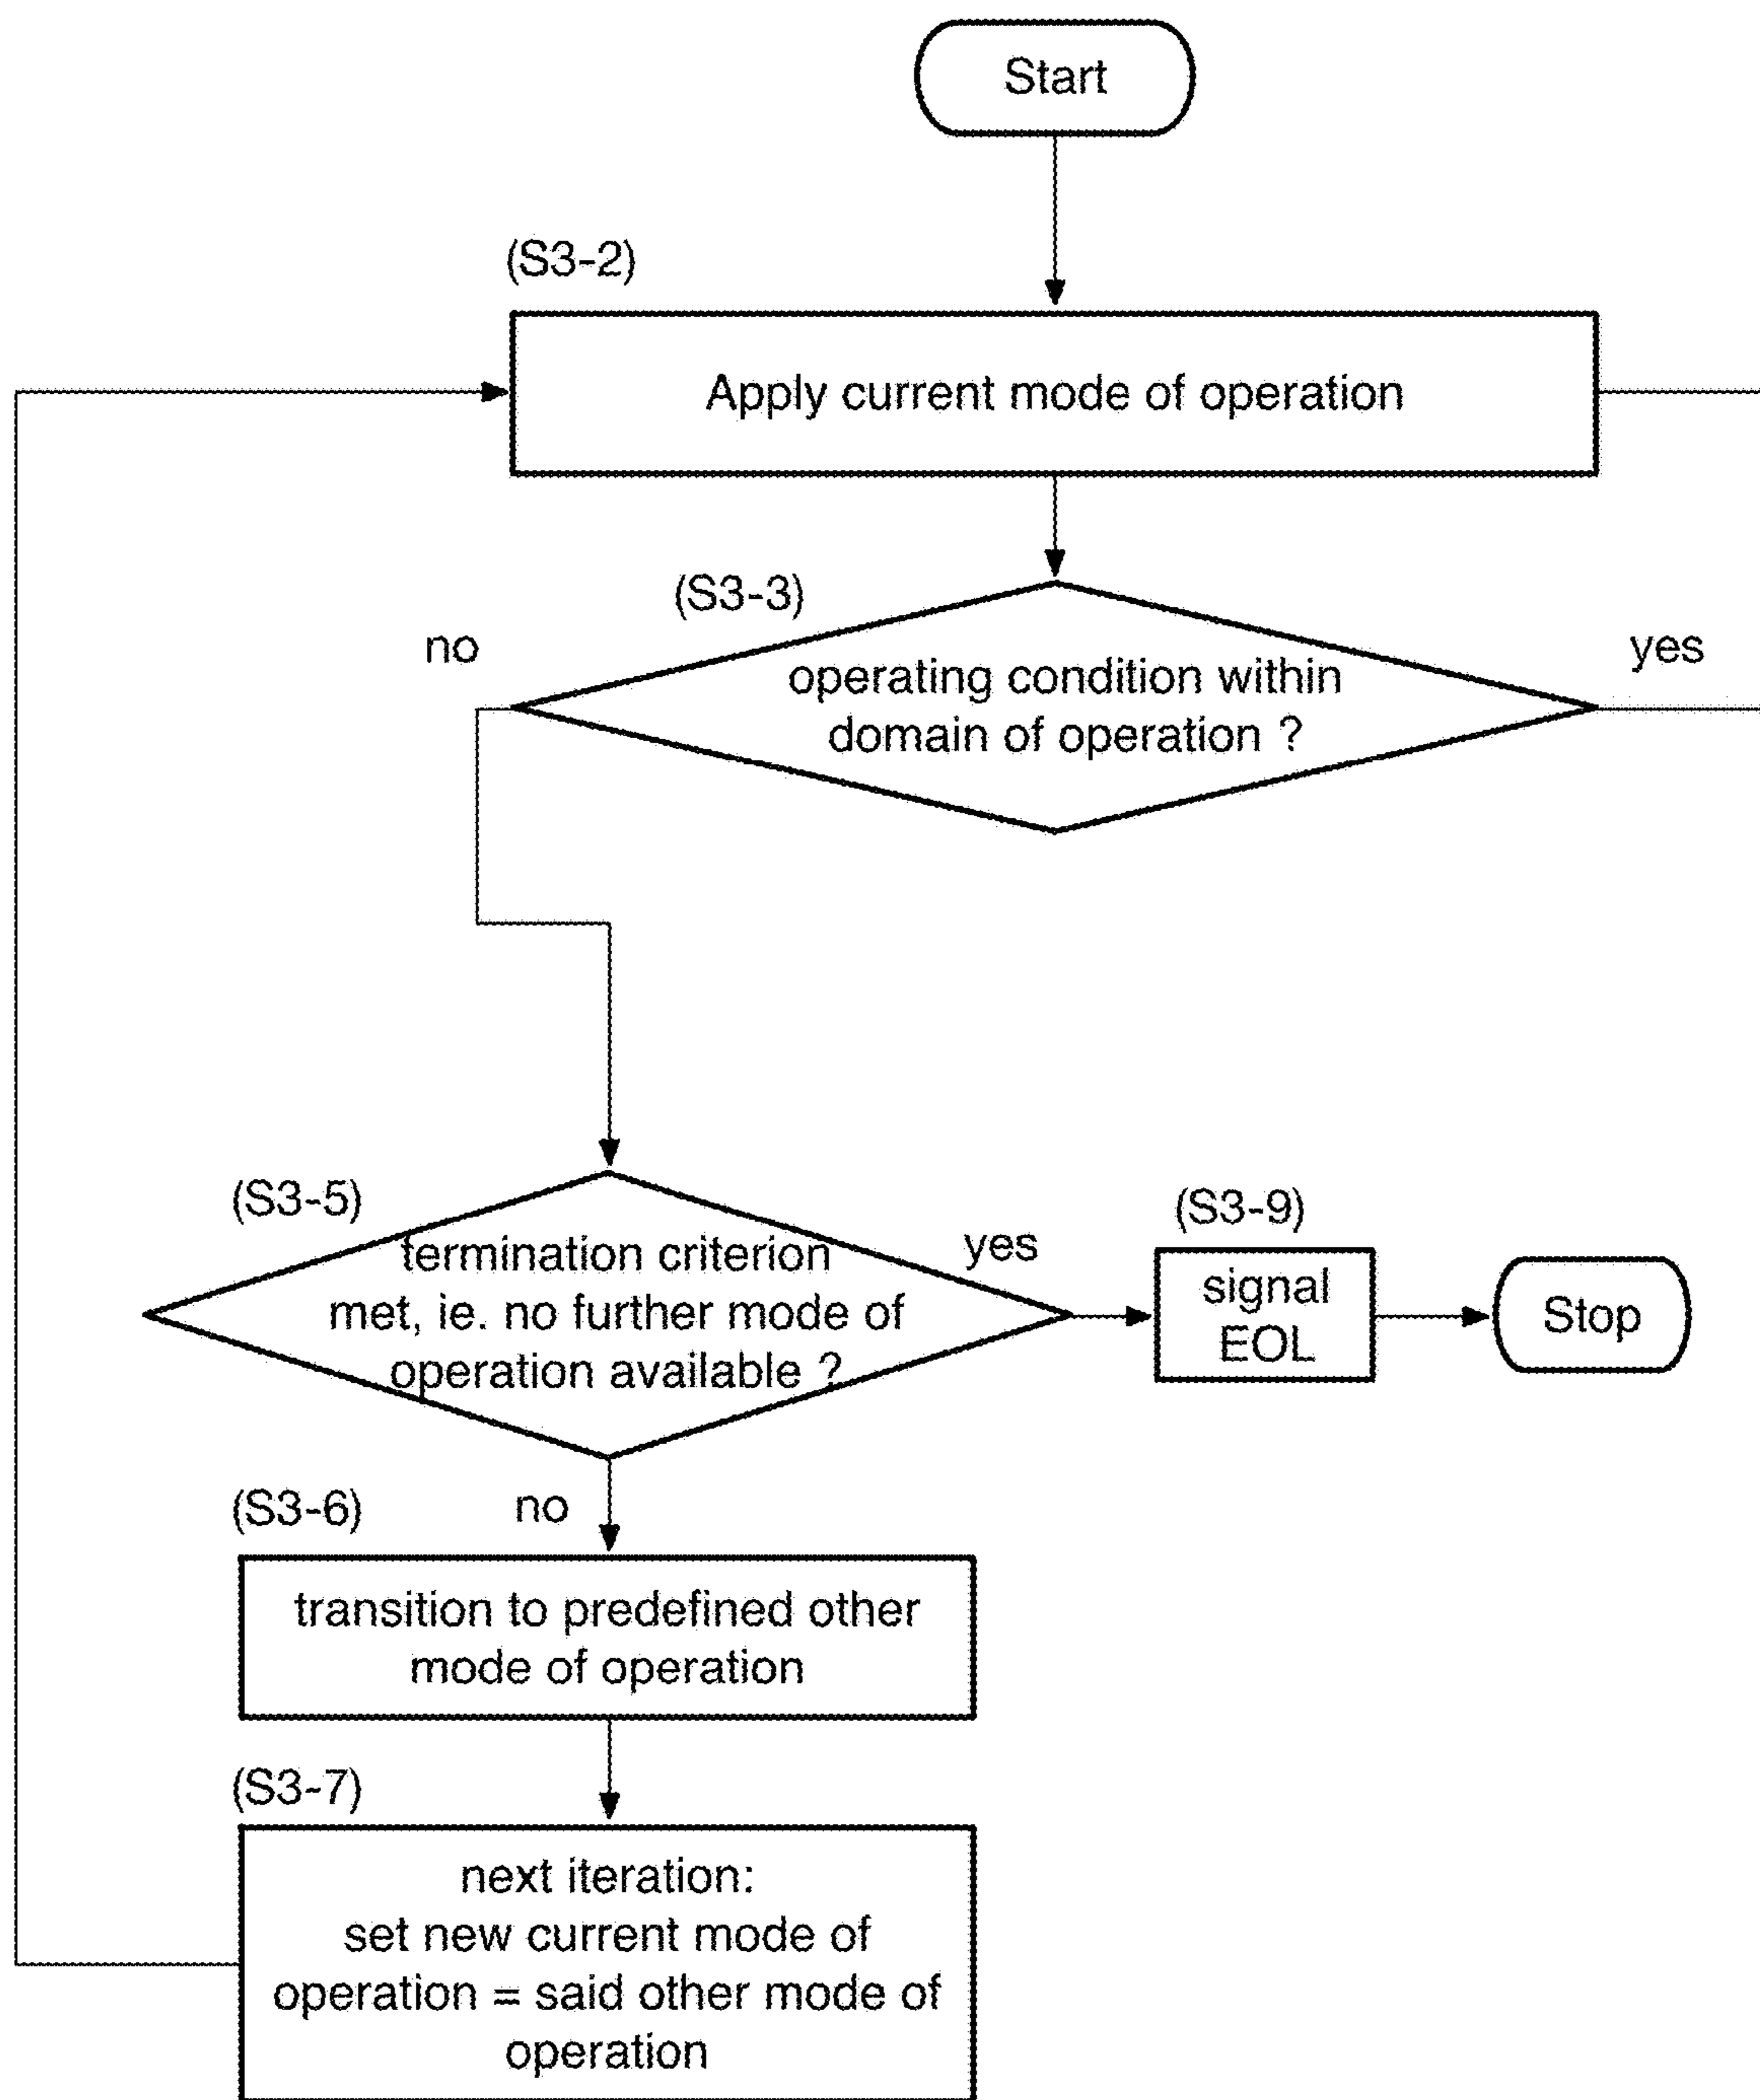 Start
(S3-2)
Apply current mode of operation
(S3-3)
no
yes
operating condition within
domain of operation ?
(S3-5)
termination criterion
met, ie. no further mode of
operation available ?
yes
(S3-9)
signal
EOL
Stop
(S3-6)
no
transition to predefined other
mode of operation
(S3-7)
next iteration:
set new current mode of
operation = said other mode of
operation